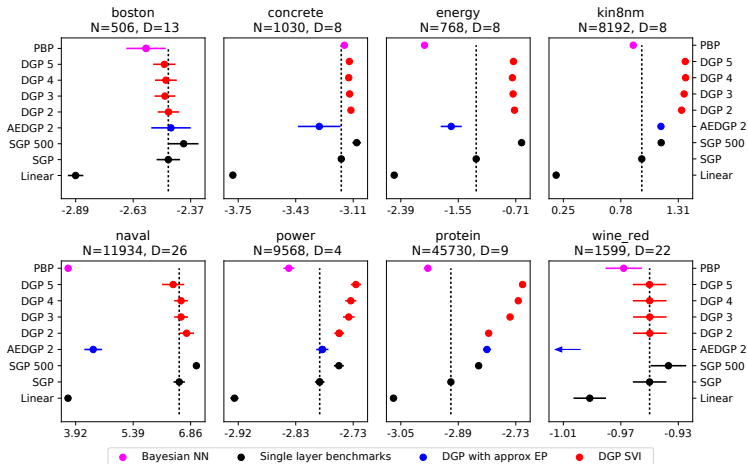 boston
N=506, D=13
concrete
N=1030, D=8
energy
N=768, D=8
kin8nm
N=8192, D=8
PBP
DGP 5
DGP 4
DGP 3
DGP 2
AEDGP 2
SGP 500
SGP
Linear
PBP
DGP 5
DGP 4
DGP 3
DGP 2
AEDGP 2
SGP 500
SGP
Linear
-2.89 -2.63 -2.37
-3.75 -3.43 -3.11
-2.39 -1.55 -0.71
0.25 0.78 1.31
naval
N=11934, D=26
power
N=9568, D=4
protein
N=45730, D=9
wine_red
N=1599, D=22
PBP
DGP 5
DGP 4
DGP 3
DGP 2
AEDGP 2
SGP 500
SGP
Linear
PBP
DGP 5
DGP 4
DGP 3
DGP 2
AEDGP 2
SGP 500
SGP
Linear
3.92 5.39 6.86
-2.92 -2.83 -2.73
-3.05 -2.89 -2.73
-1.01 -0.97 -0.93
Bayesian NN Single layer benchmarks DGP with approx EP DGP SVI